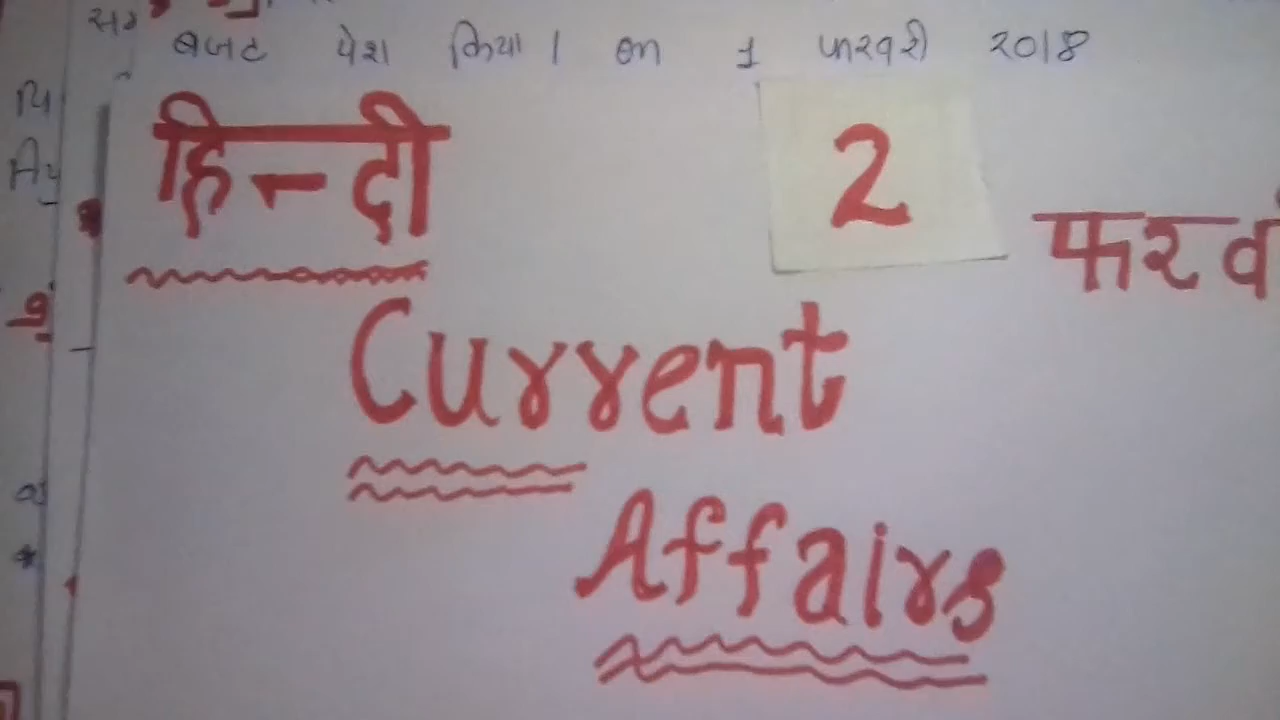 बजट पेश किया । on 1 फरवरी 2018
हिन्दी 2 फरव
Current
Affairs